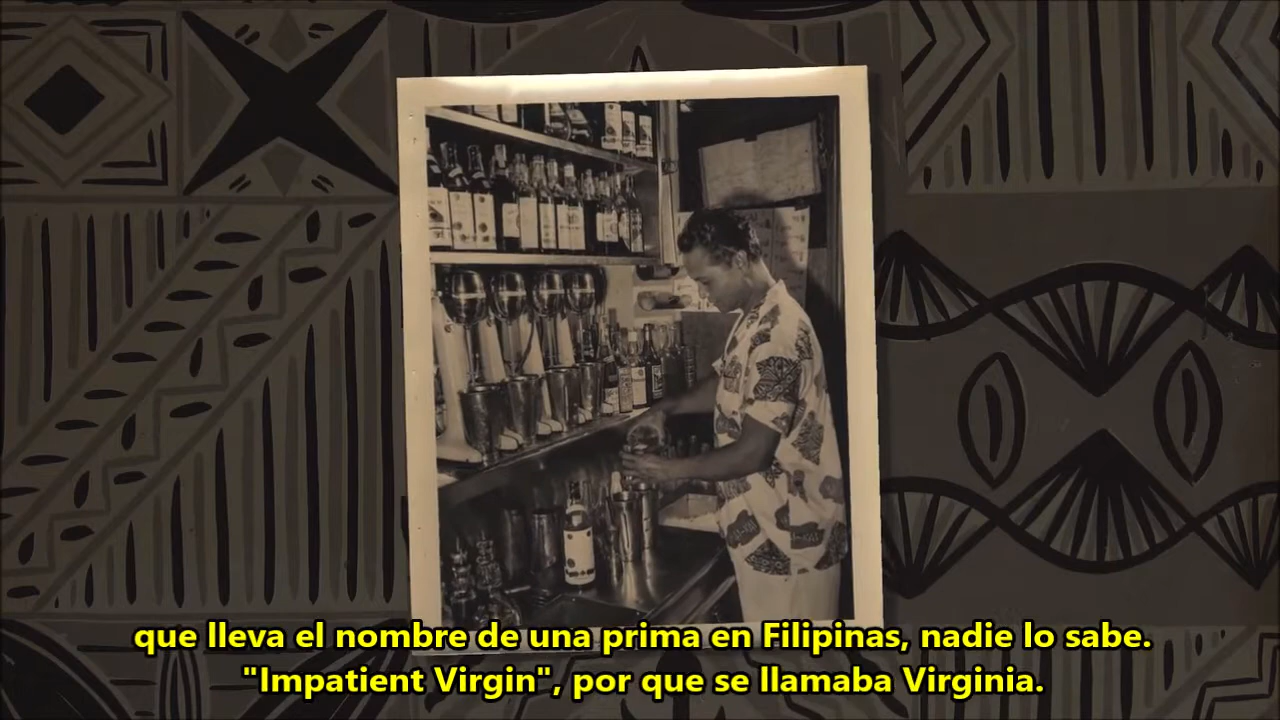 que lleva el nombre de una prima en Filipinas, nadie lo sabe.
"Impatient Virgin", por que se llamaba Virginia.